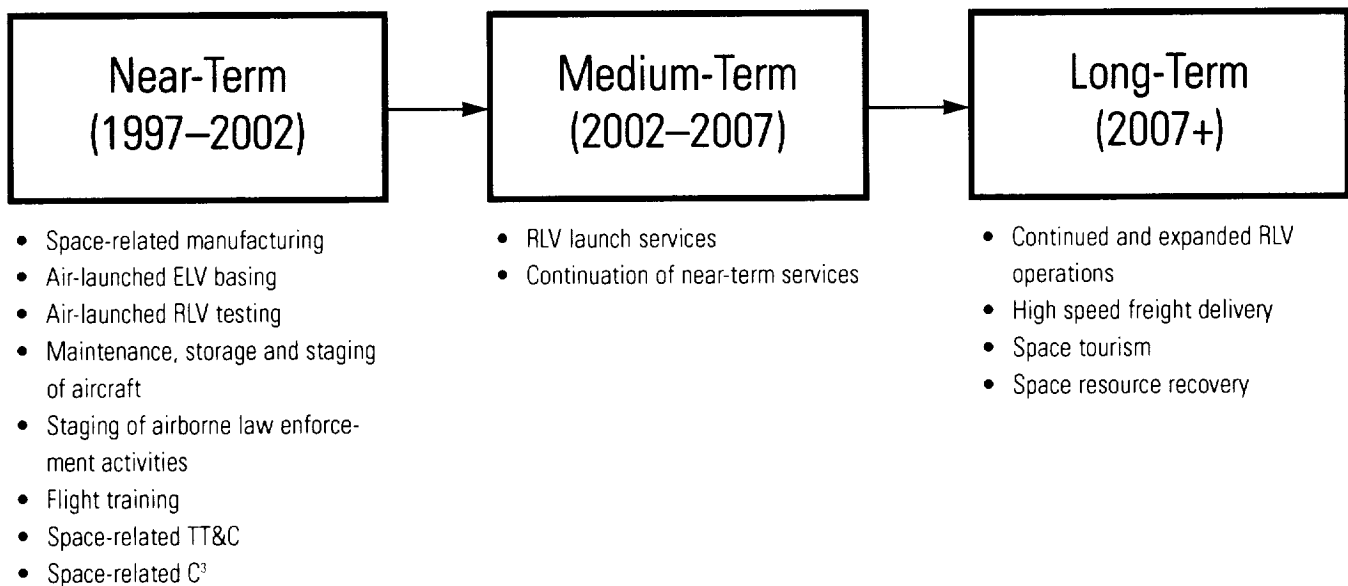 Near-Term
(1997–2002)
Medium-Term
(2002–2007)
Long-Term
(2007+)
• Space-related manufacturing
• Air-launched ELV basing
• Air-launched RLV testing
• Maintenance, storage and staging
of aircraft
• Staging of airborne law enforce-
ment activities
• Flight training
• Space-related TT&C
• Space-related C³
• RLV launch services
• Continuation of near-term services
• Continued and expanded RLV
operations
• High speed freight delivery
• Space tourism
• Space resource recovery